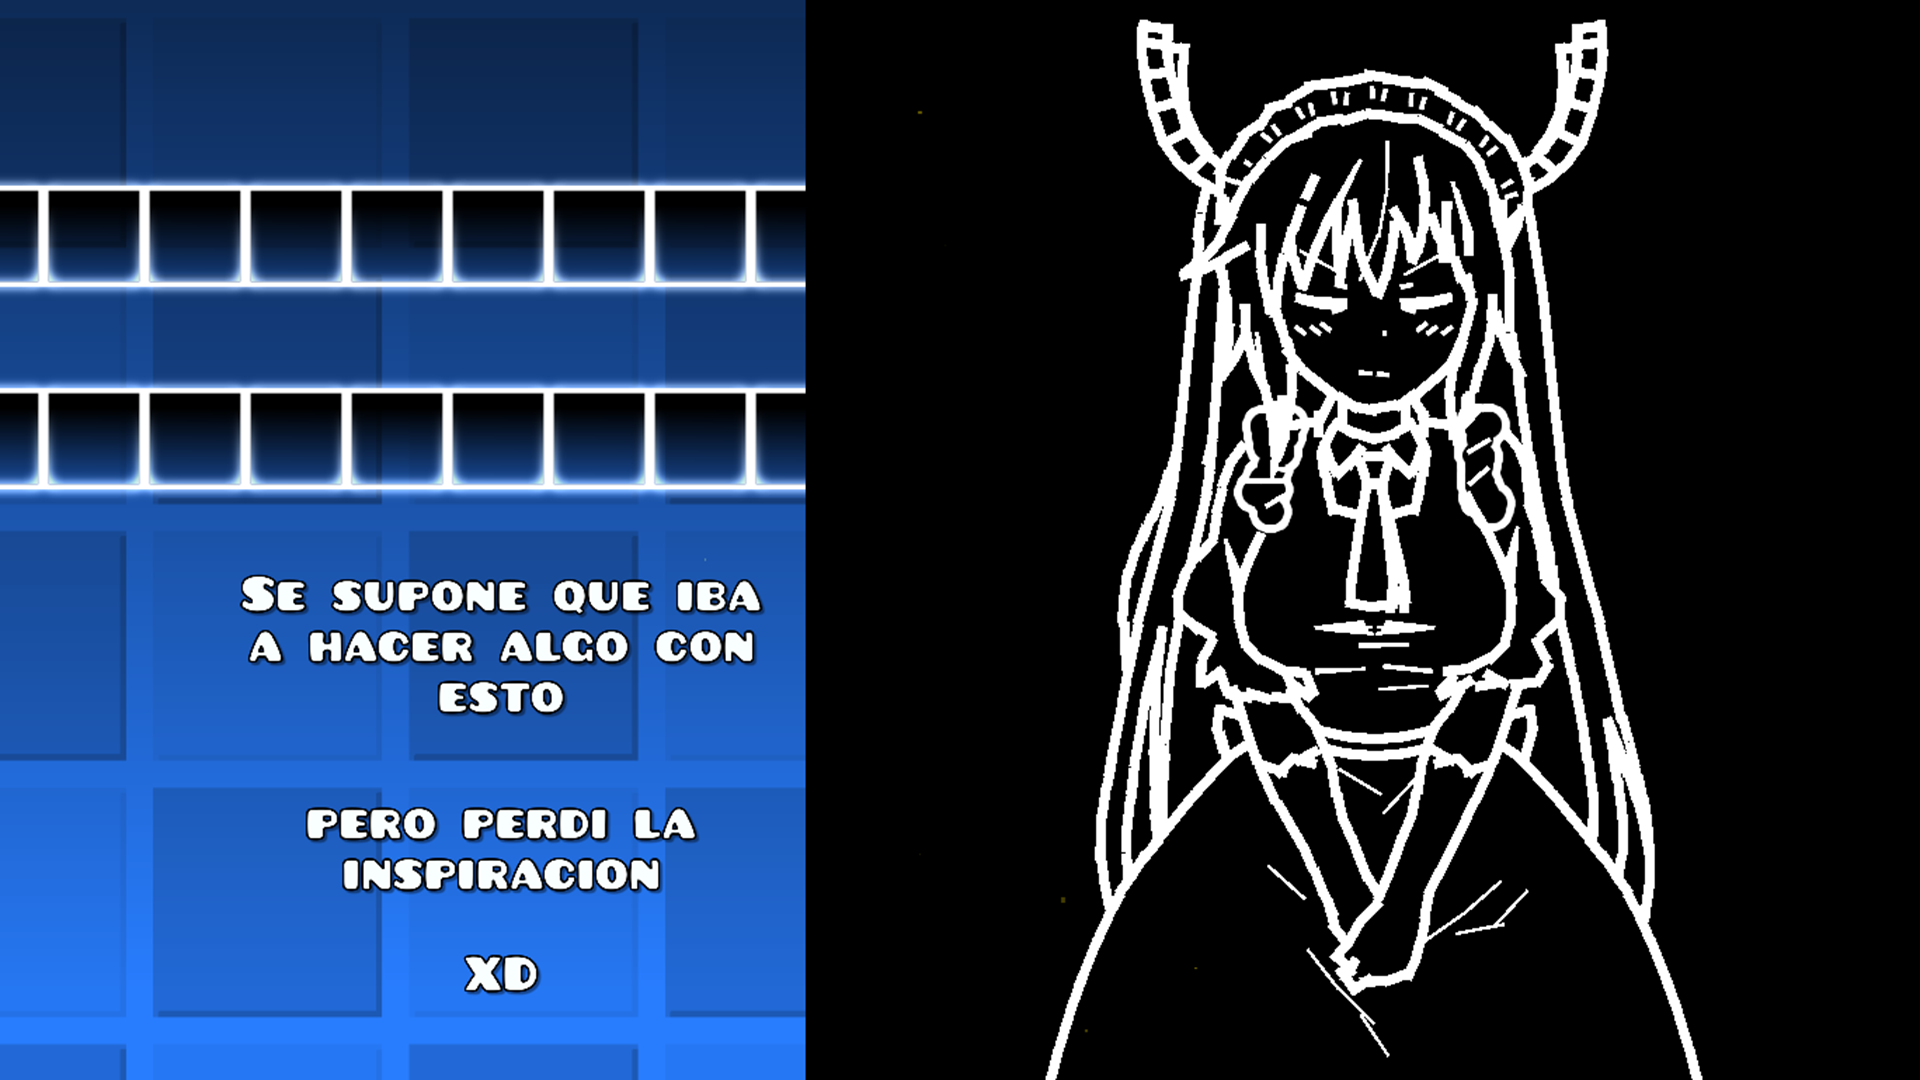 Se supone que iba
a hacer algo con
esto
pero perdi la
inspiracion
XD